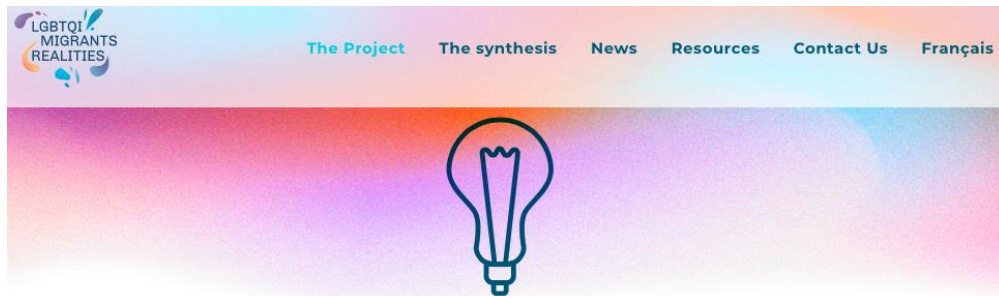 LGBTQI
MIGRANTS
REALITIES
The Project The synthesis News Resources Contact Us Français